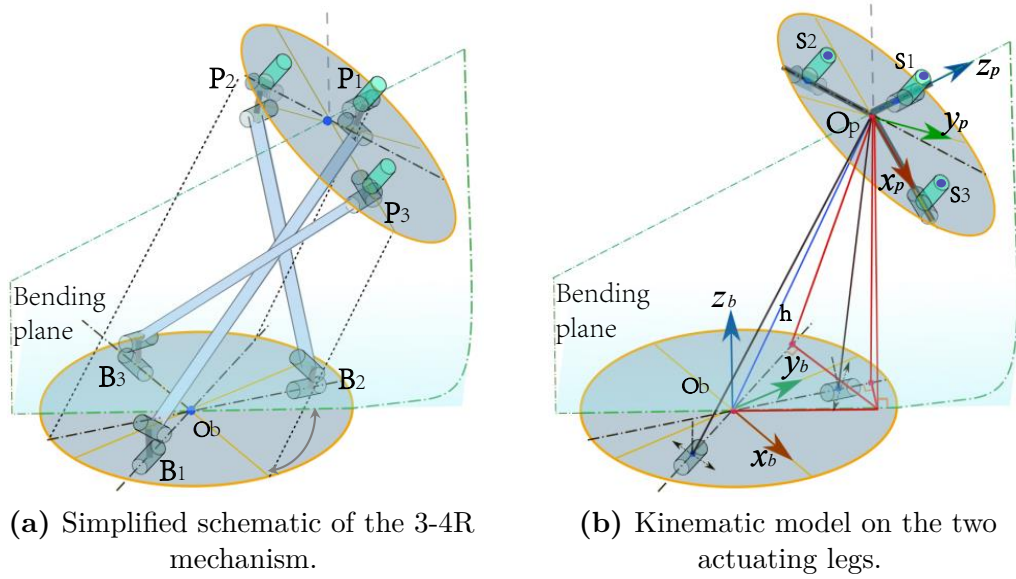 P2
P1
P3
Bending
plane
B3
B2
Ob
B1
S2
S1
zp
Op
yp
xp
S3
Bending
plane
zb
h
Ob
yb
xb
(a) Simplified schematic of the 3-4R
mechanism.
(b) Kinematic model on the two
actuating legs.